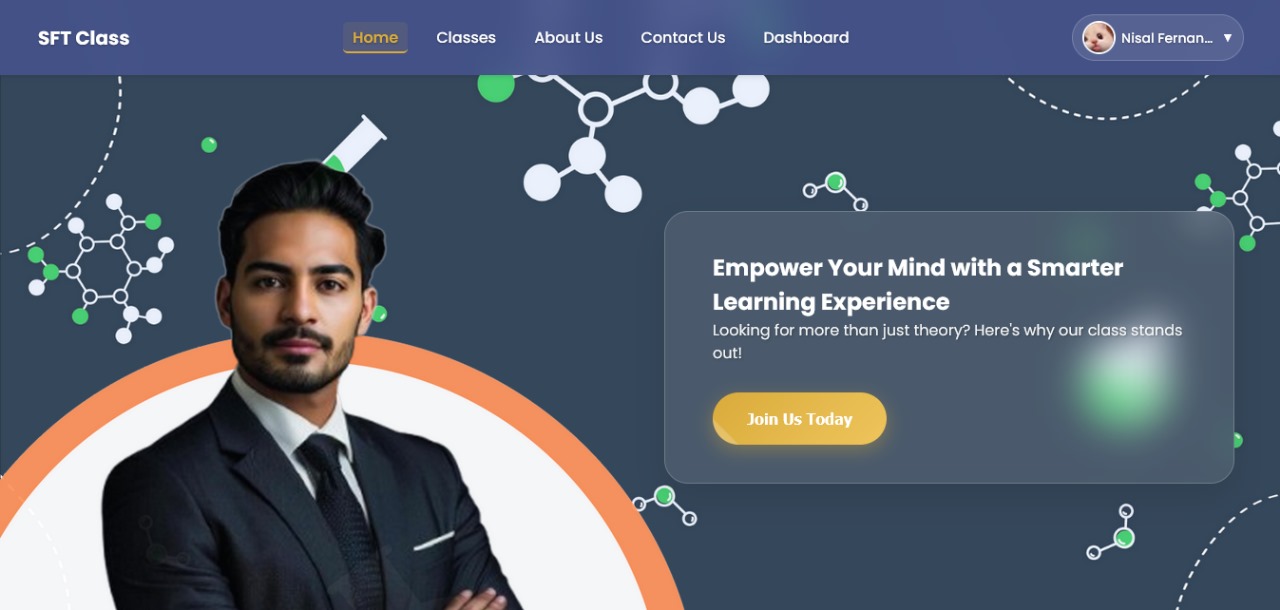 SFT Class
Home
Classes
About Us
Contact Us
Dashboard
Nisal Fernan... ▼
Empower Your Mind with a Smarter
Learning Experience
Looking for more than just theory? Here's why our class stands
out!
Join Us Today